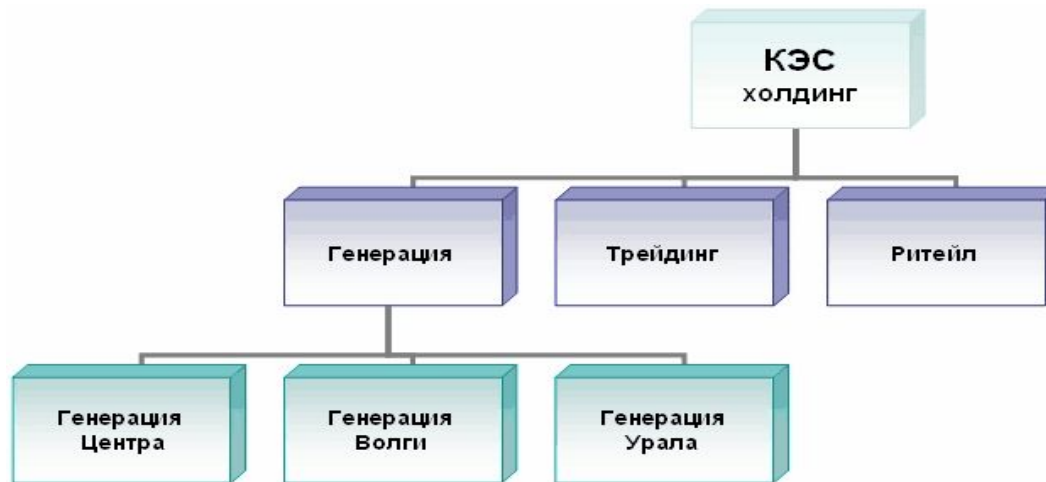 КЭС
холдинг
Генерация
Трейдинг
Ритейл
Генерация
Центра
Генерация
Волги
Генерация
Урала